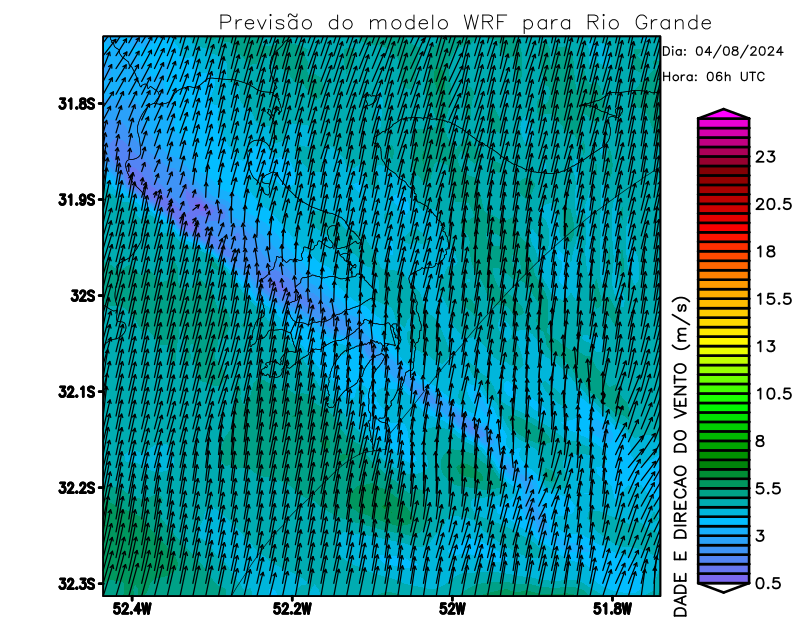 Previsão do modelo WRF para Rio Grande
Dia: 04/08/2024
Hora: 06h UTC
31.8S
31.9S
32S
32.1S
32.2S
32.3S
52.4W
52.2W
52W
51.8W
23
20.5
18
15.5
13
10.5
8
5.5
3
0.5
DADE E DIRECAO DO VENTO (m/s)